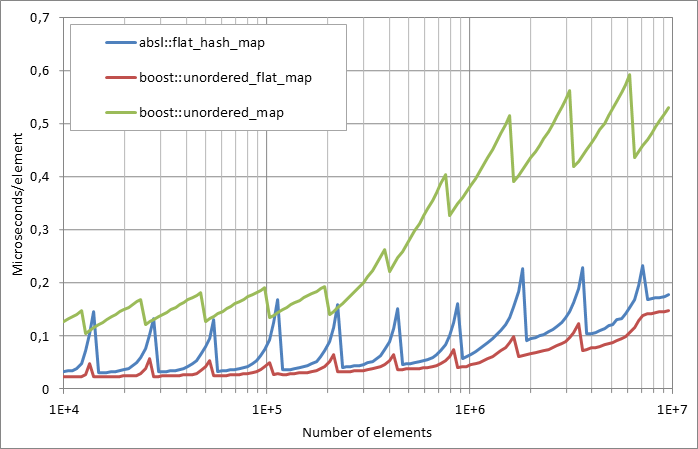 0,7
0,6
0,5
0,4
0,3
0,2
0,1
0
Microseconds/element
absl::flat_hash_map
boost::unordered_flat_map
boost::unordered_map
1E+4 1E+5 1E+6 1E+7
Number of elements